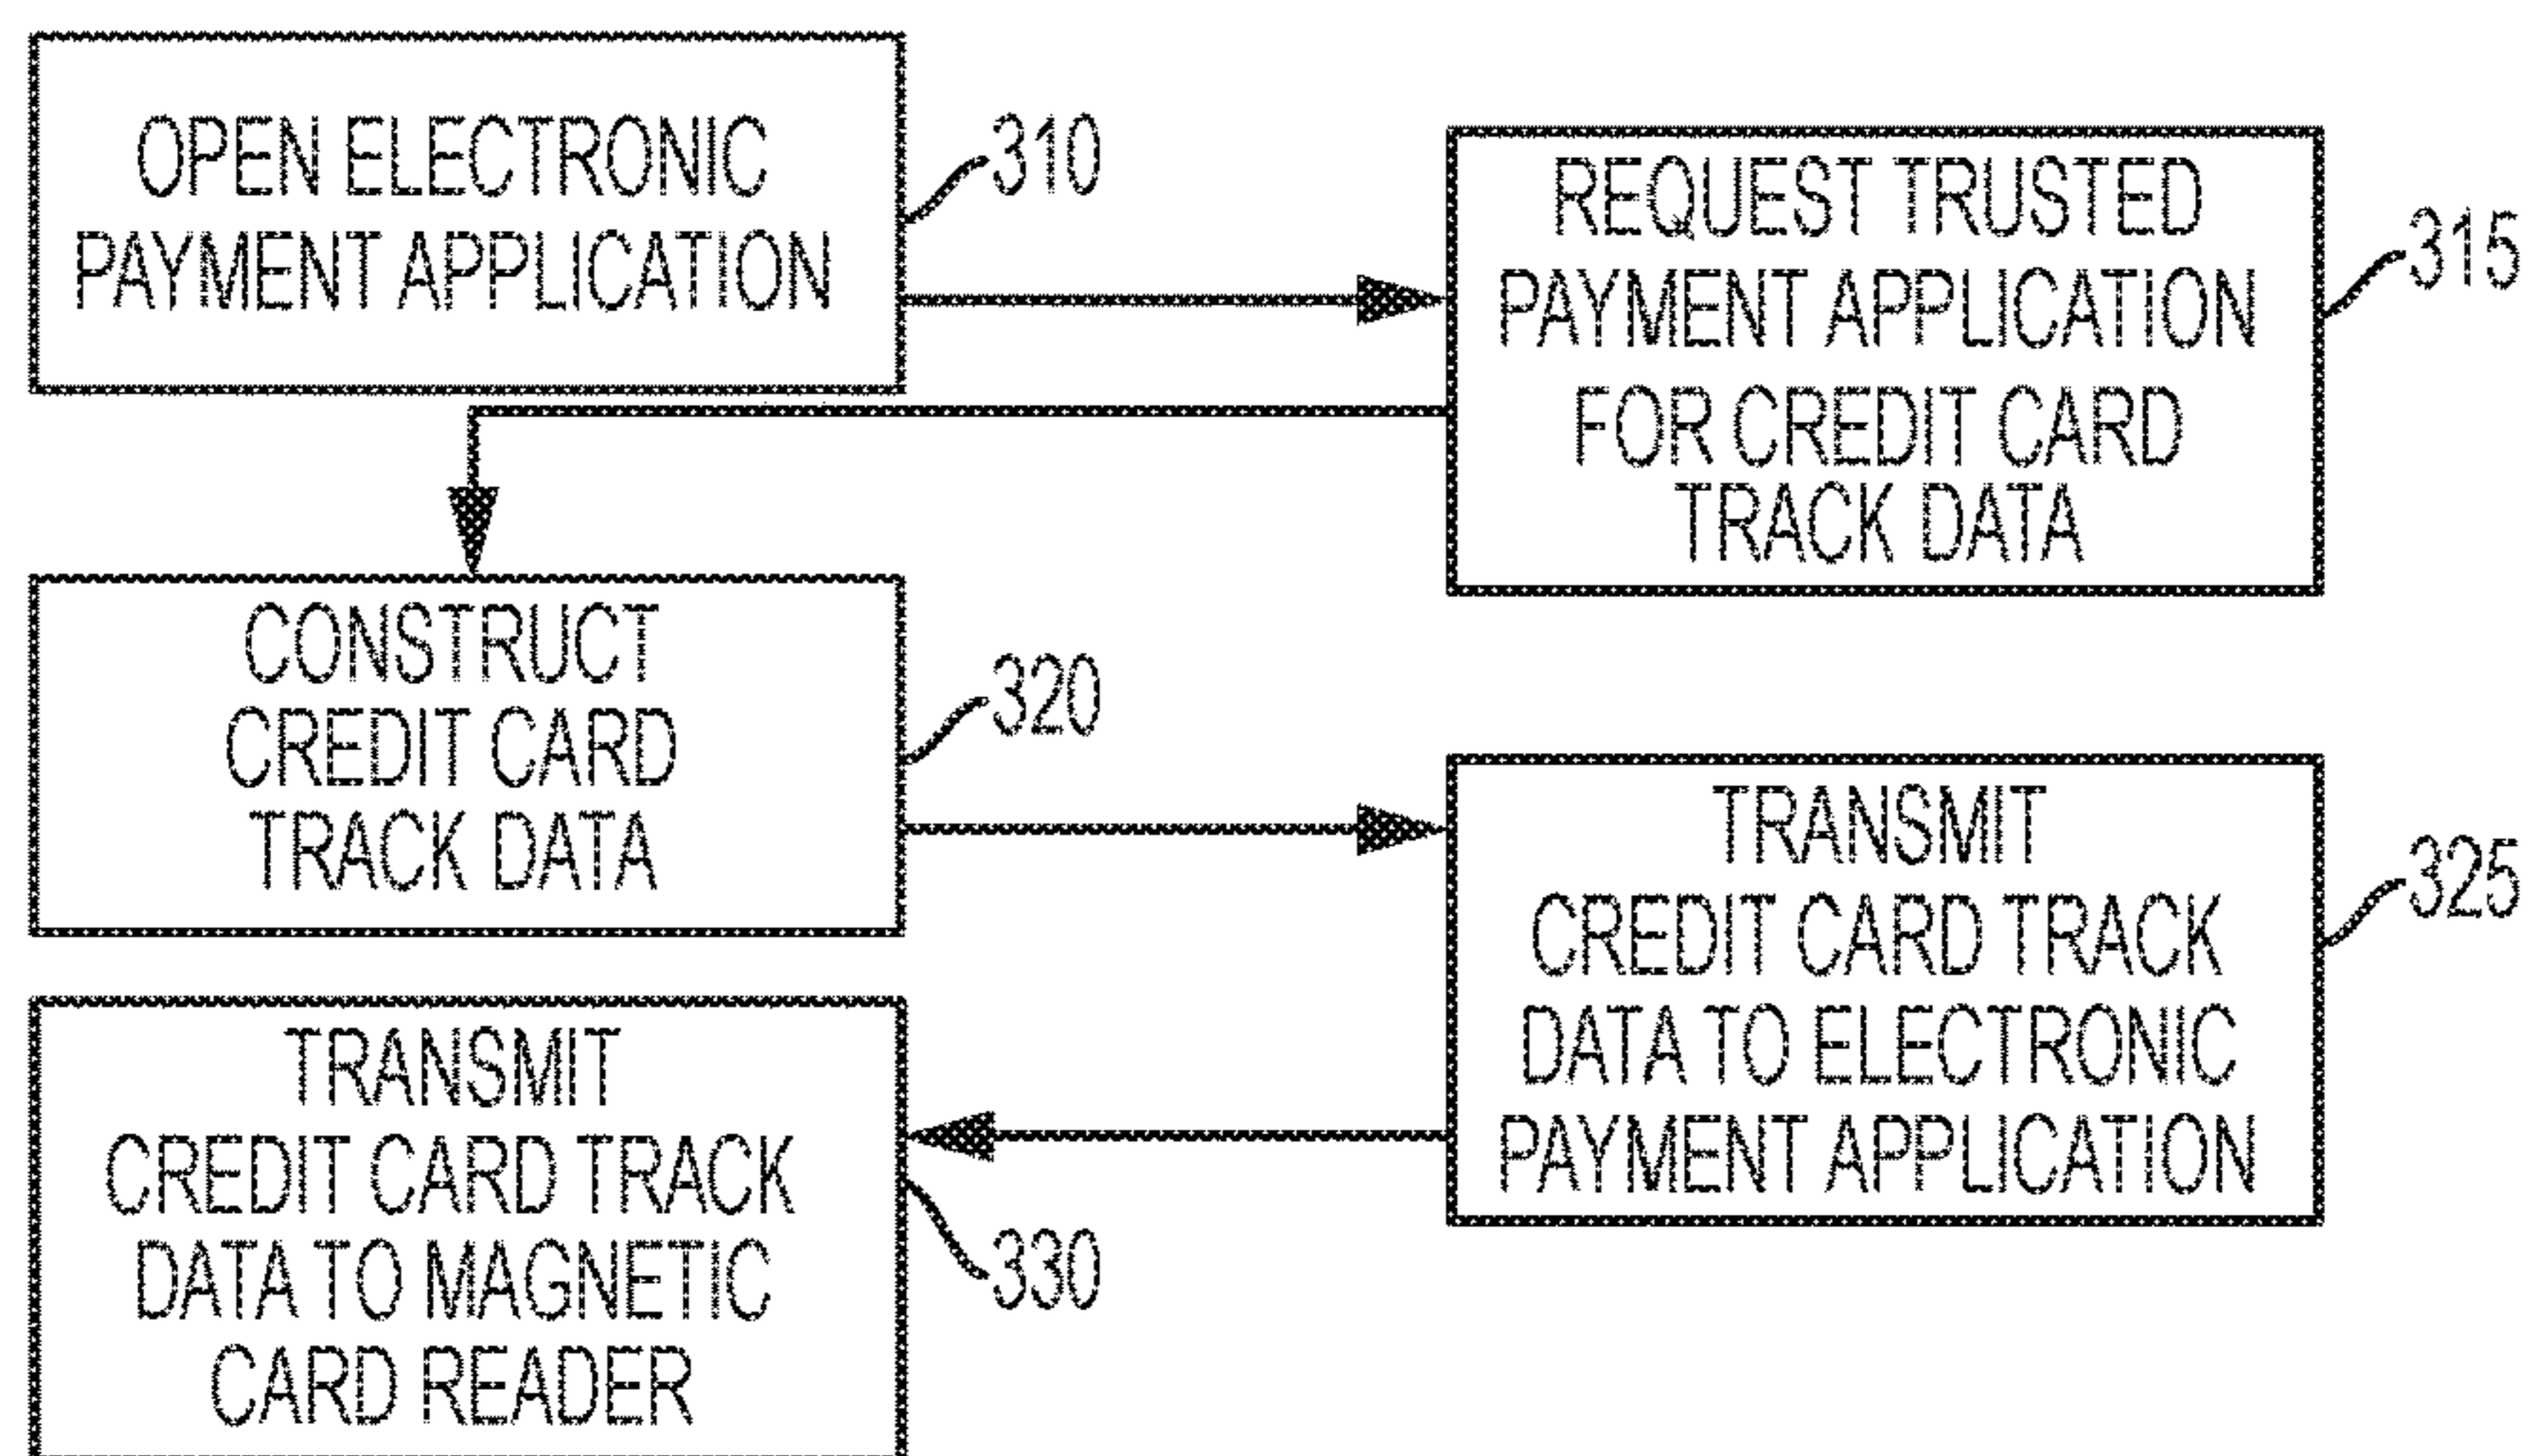 OPEN ELECTRONIC
PAYMENT APPLICATION
310
REQUEST TRUSTED
PAYMENT APPLICATION
FOR CREDIT CARD
TRACK DATA
315
CONSTRUCT
CREDIT CARD
TRACK DATA
320
TRANSMIT
CREDIT CARD TRACK
DATA TO ELECTRONIC
PAYMENT APPLICATION
325
TRANSMIT
CREDIT CARD TRACK
DATA TO MAGNETIC
CARD READER
330